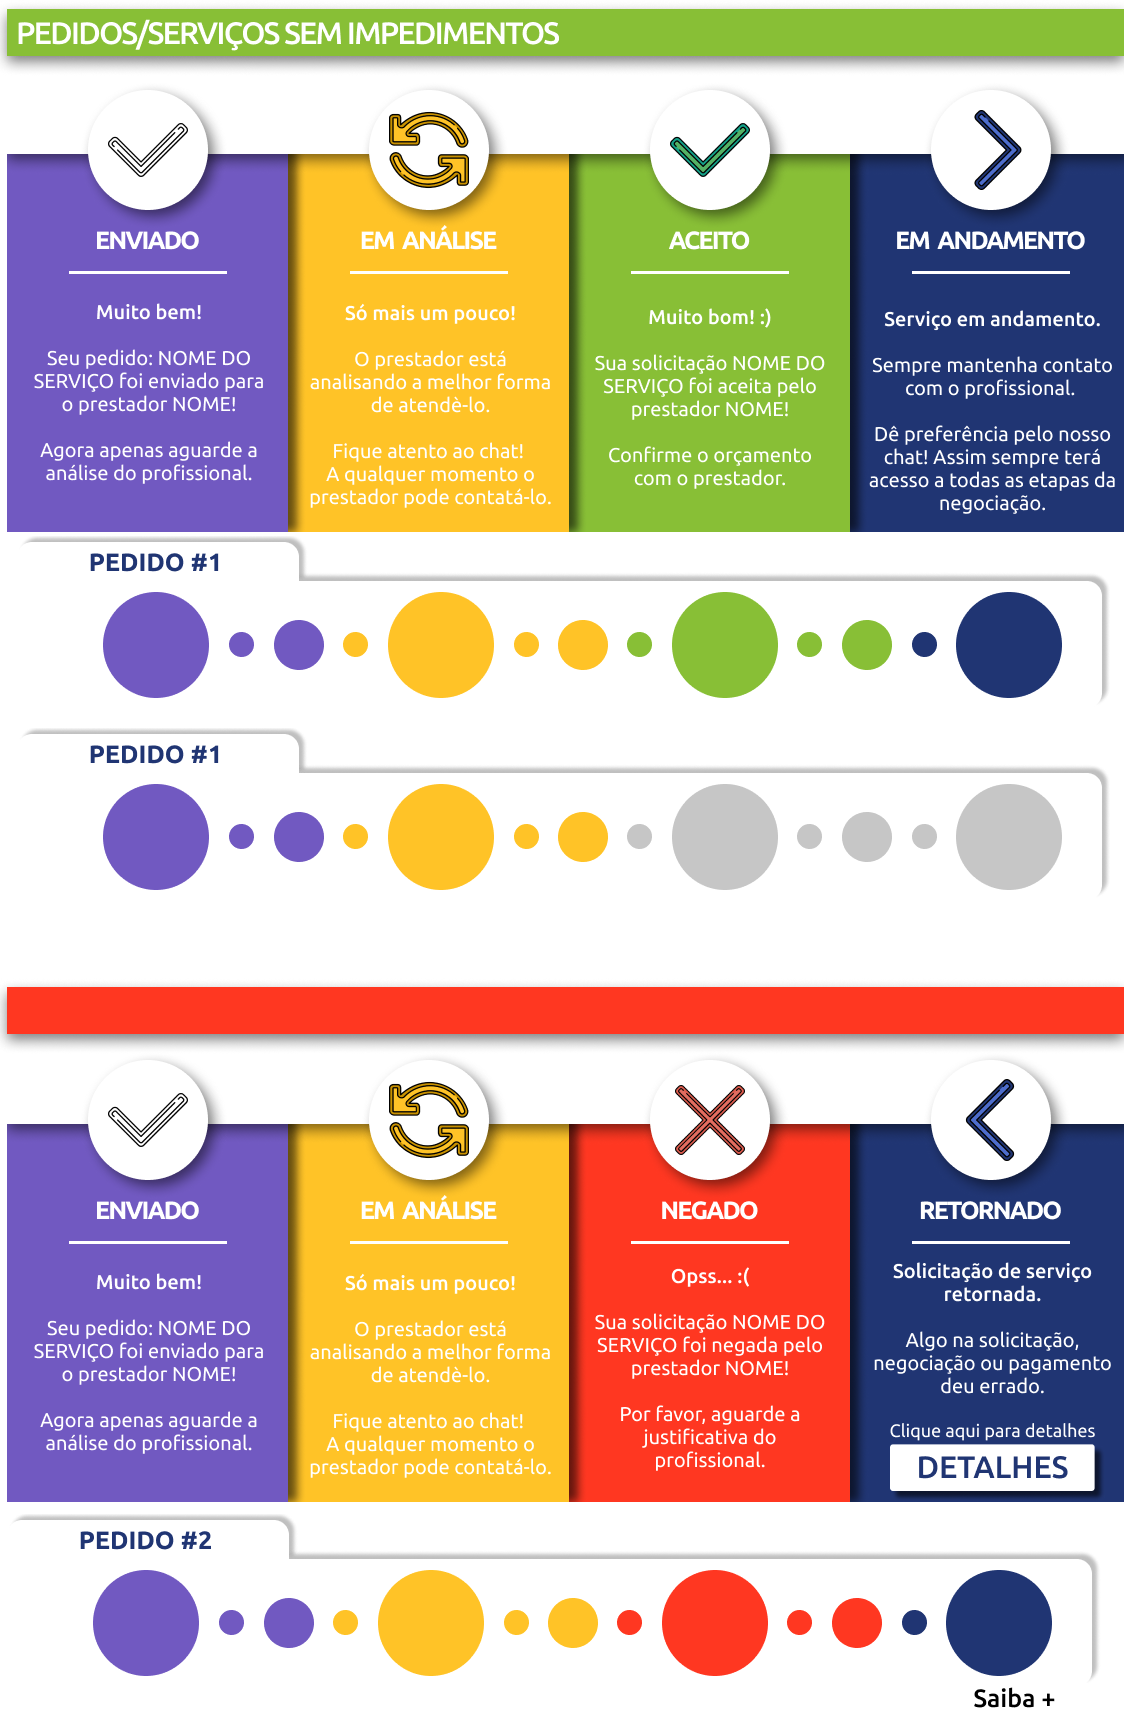 PEDIDOS/SERVIÇOS SEM IMPEDIMENTOS
ENVIADO
Muito bem!
Seu pedido: NOME DO
SERVIÇO foi enviado para
o prestador NOME!
Agora apenas aguarde a
análise do profissional.
EM ANÁLISE
Só mais um pouco!
O prestador está
analisando a melhor forma
de atendè-lo.
Fique atento ao chat!
A qualquer momento o
prestador pode contatá-lo.
ACEITO
Muito bom! :)
Sua solicitação NOME DO
SERVIÇO foi aceita pelo
prestador NOME!
Confirme o orçamento
com o prestador.
EM ANDAMENTO
Serviço em andamento.
Sempre mantenha contato
com o profissional.
Dê preferência pelo nosso
chat! Assim sempre terá
acesso a todas as etapas da
negociação.
PEDIDO #1
PEDIDO #1
ENVIADO
Muito bem!
Seu pedido: NOME DO
SERVIÇO foi enviado para
o prestador NOME!
Agora apenas aguarde a
análise do profissional.
EM ANÁLISE
Só mais um pouco!
O prestador está
analisando a melhor forma
de atendè-lo.
Fique atento ao chat!
A qualquer momento o
prestador pode contatá-lo.
NEGADO
Opss... :(
Sua solicitação NOME DO
SERVIÇO foi negada pelo
prestador NOME!
Por favor, aguarde a
justificativa do
profissional.
RETORNADO
Solicitação de serviço
retornada.
Algo na solicitação,
negociação ou pagamento
deu errado.
Clique aqui para detalhes
DETALHES
PEDIDO #2
Saiba +